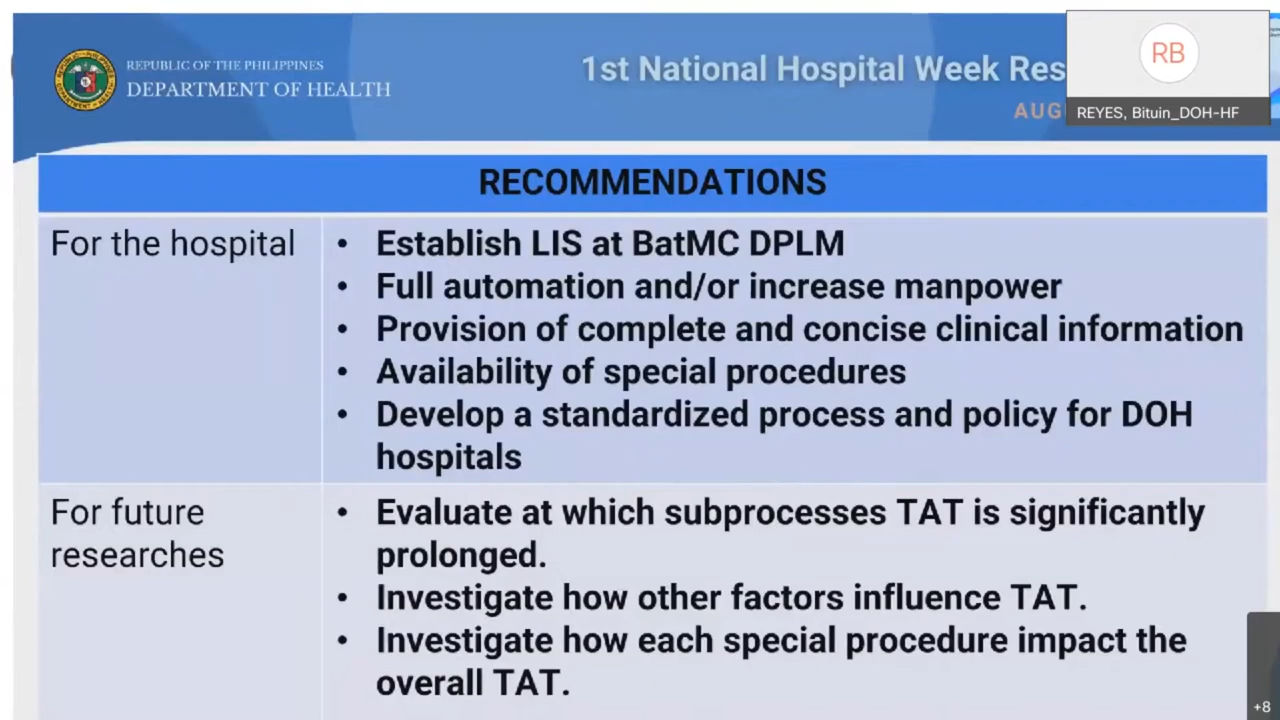 REPUBLIC OF THE PHILIPPINES
DEPARTMENT OF HEALTH
1st National Hospital Week Res
AUG
RB
REYES, Bituin_DOH-HF
RECOMMENDATIONS
For the hospital
• Establish LIS at BatMC DPLM
• Full automation and/or increase manpower
• Provision of complete and concise clinical information
• Availability of special procedures
• Develop a standardized process and policy for DOH
hospitals
For future
researches
• Evaluate at which subprocesses TAT is significantly
prolonged.
• Investigate how other factors influence TAT.
• Investigate how each special procedure impact the
overall TAT.
+8